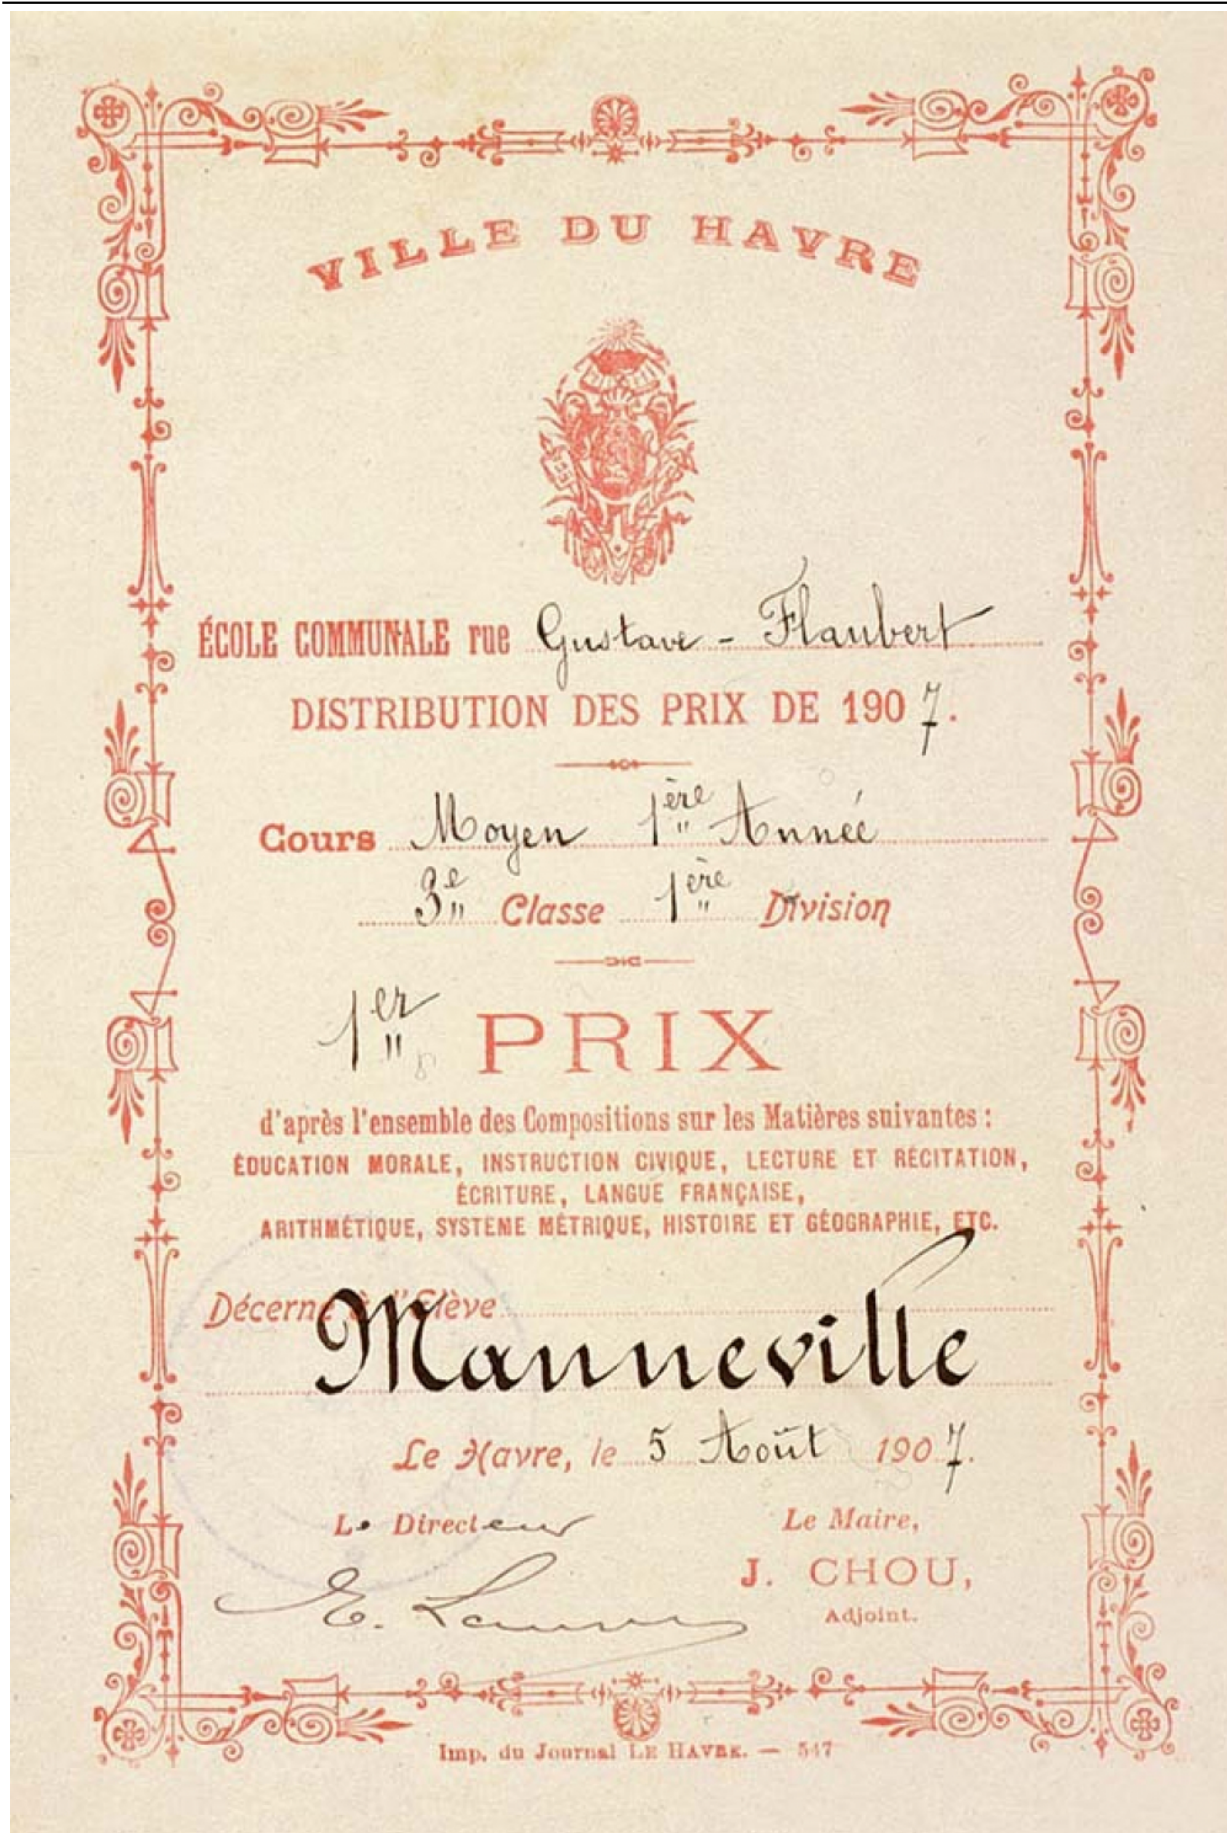 VILLE DU HAVRE
ÉCOLE COMMUNALE rue Gustave - Flaubert
DISTRIBUTION DES PRIX DE 1907.
Cours Moyen 1ère Année
3e Classe 1ère Division
1er PRIX
d'après l'ensemble des Compositions sur les Matières suivantes :
ÉDUCATION MORALE, INSTRUCTION CIVIQUE, LECTURE ET RÉCITATION,
ÉCRITURE, LANGUE FRANÇAISE,
ARITHMÉTIQUE, SYSTÈME MÉTRIQUE, HISTOIRE ET GÉOGRAPHIE, ETC.
Décerné à l'Elève
Manneville
Le Havre, le 5 Août 1907.
Le Directeur Le Maire,
E. J. CHOU,
Adjoint.
Imp. du Journal LE HAVRE. — 547